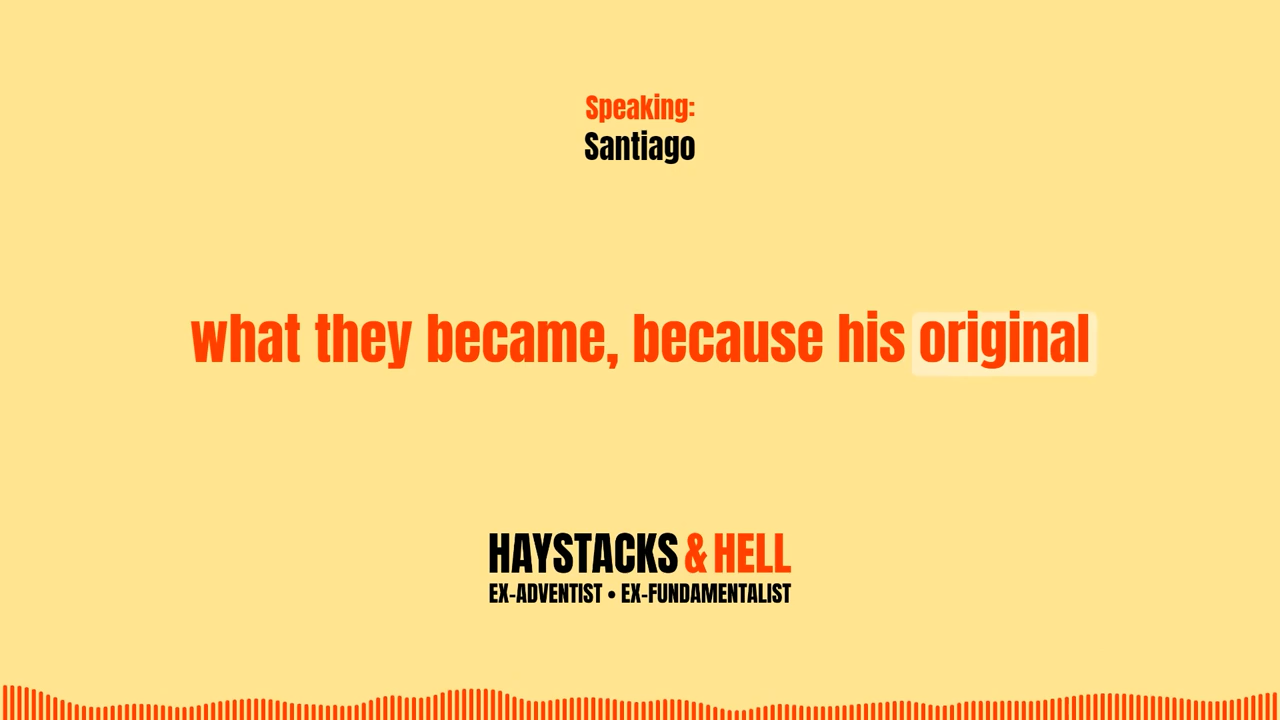 Speaking:
Santiago
what they became, because his original
HAYSTACKS & HELL
EX-ADVENTIST • EX-FUNDAMENTALIST